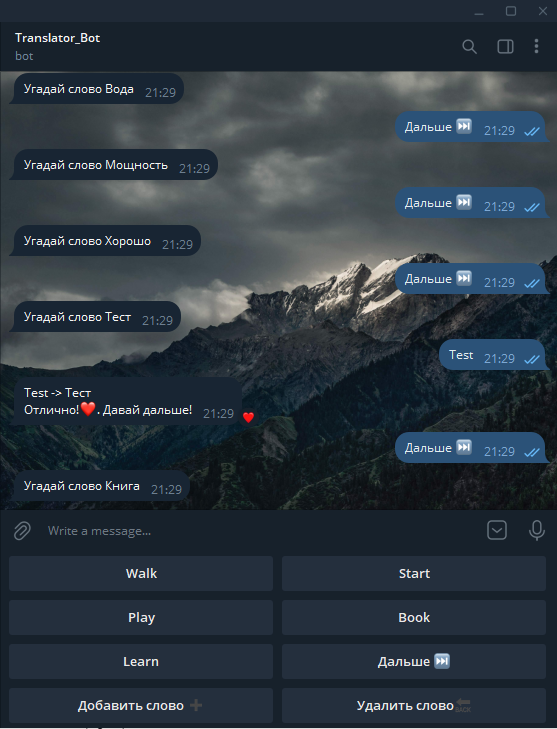 Translator_Bot
bot
Угадай слово Вода 21:29
Дальше ⏭️ 21:29
Угадай слово Мощность 21:29
Дальше ⏭️ 21:29
Угадай слово Хорошо 21:29
Дальше ⏭️ 21:29
Угадай слово Тест 21:29
Test 21:29
Test -> Тест
Отлично!❤️. Давай дальше! 21:29
Дальше ⏭️ 21:29
Угадай слово Книга 21:29
Write a message...
Walk Start
Play Book
Learn Дальше ⏭️
Добавить слово ➕ Удалить слово🔙